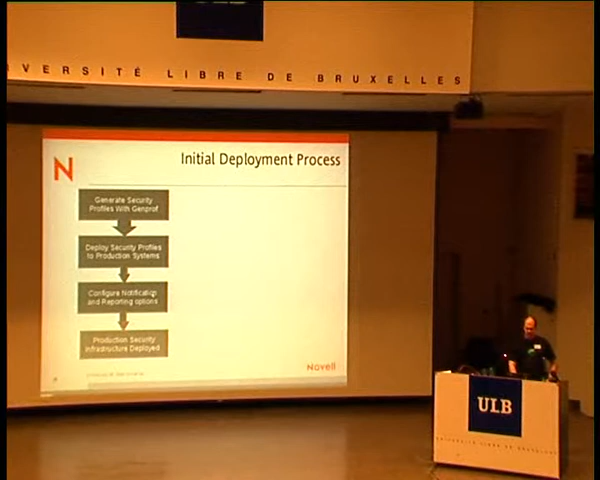 VERSITÉ LIBRE DE BRUXELLES
N
Initial Deployment Process
Generate Security
Profiles With Genprof
Deploy Security Profiles
to Production Systems
Configure Notification
and Reporting options
Production Security
Infrastructure Deployed
Novell
ULB